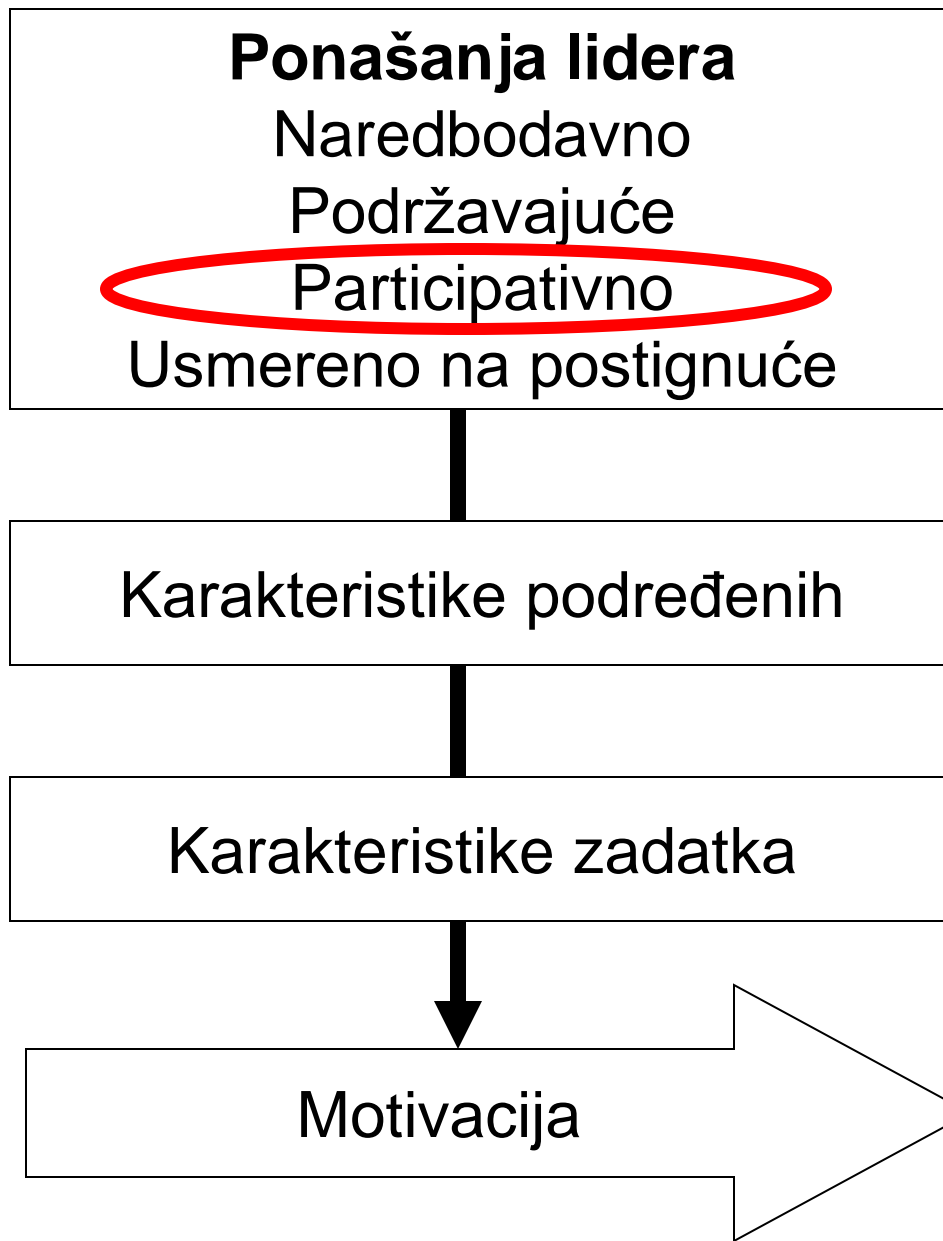 Ponašanja lidera
Naredbodavno
Podržavajuće
Participativno
Usmereno na postignuće
Karakteristike podređenih
Karakteristike zadatka
Motivacija